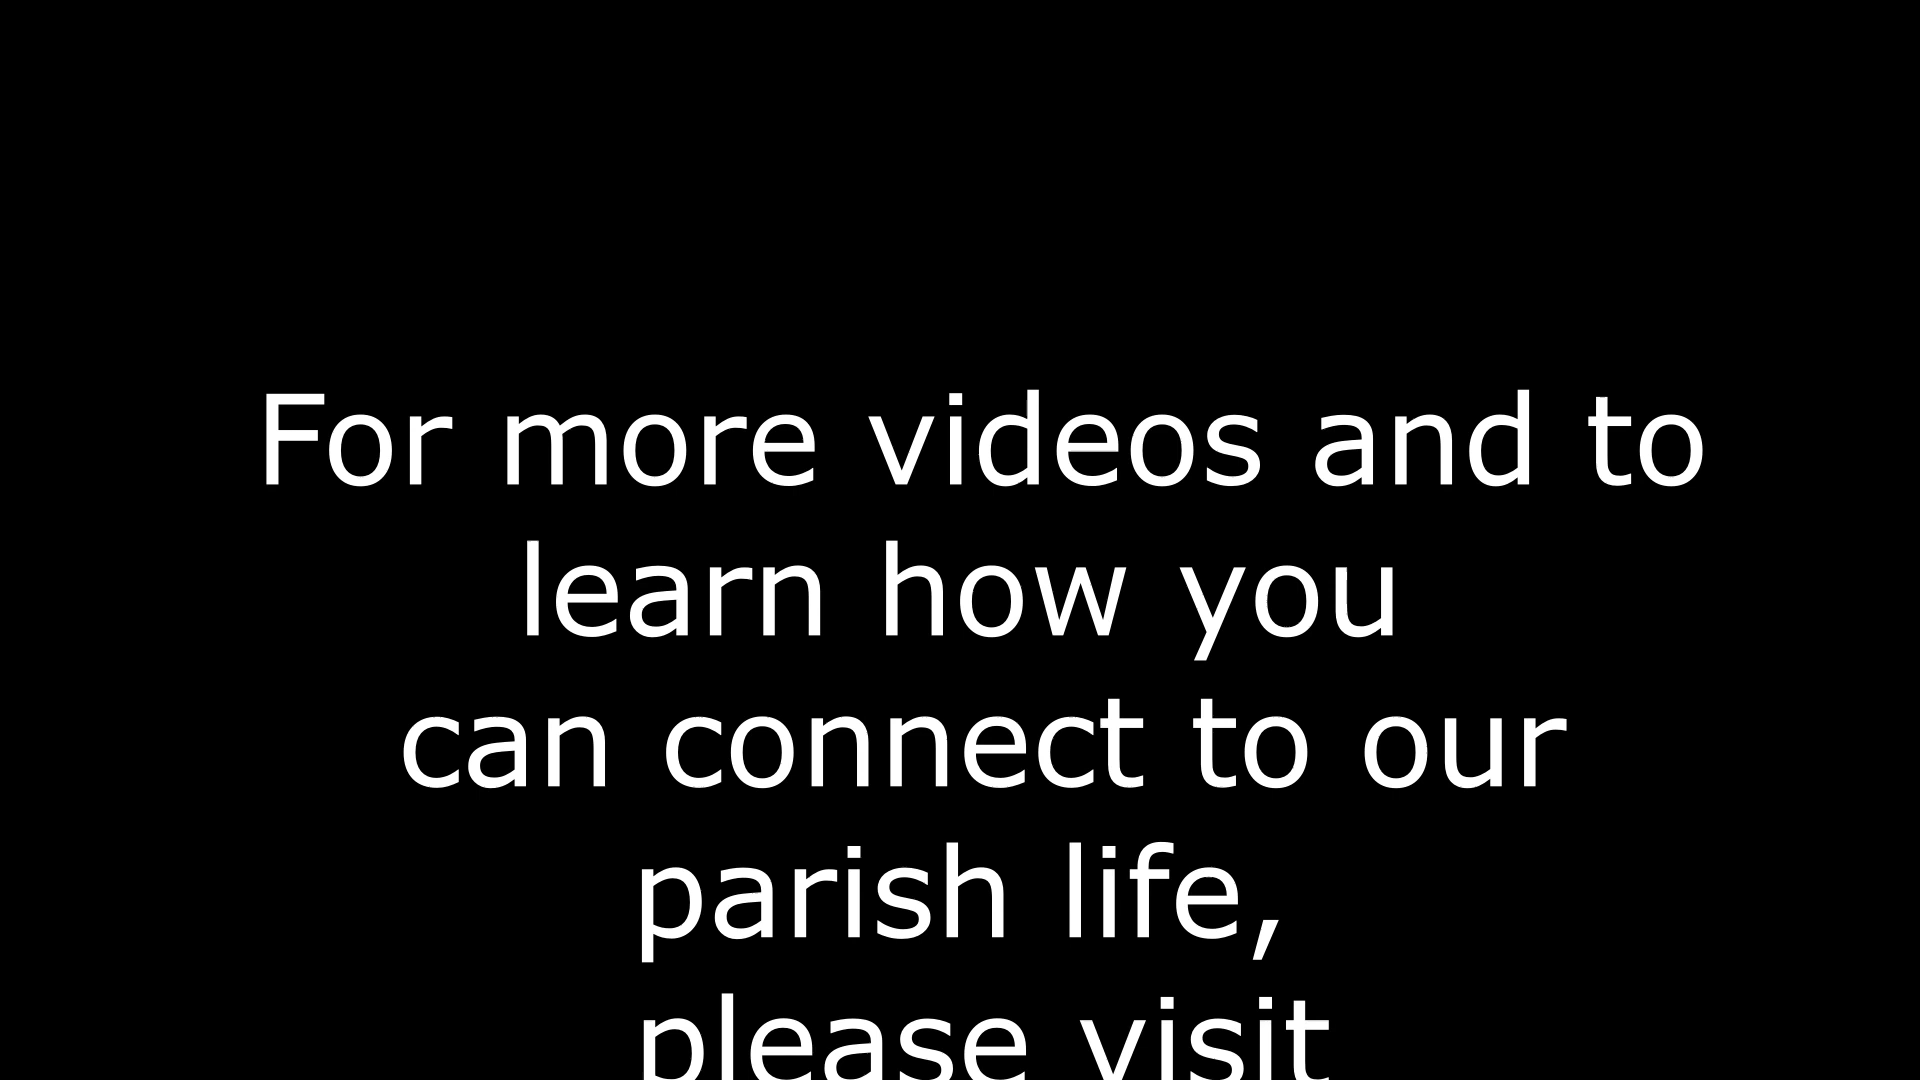 For more videos and to
learn how you
can connect to our
parish life,
please visit